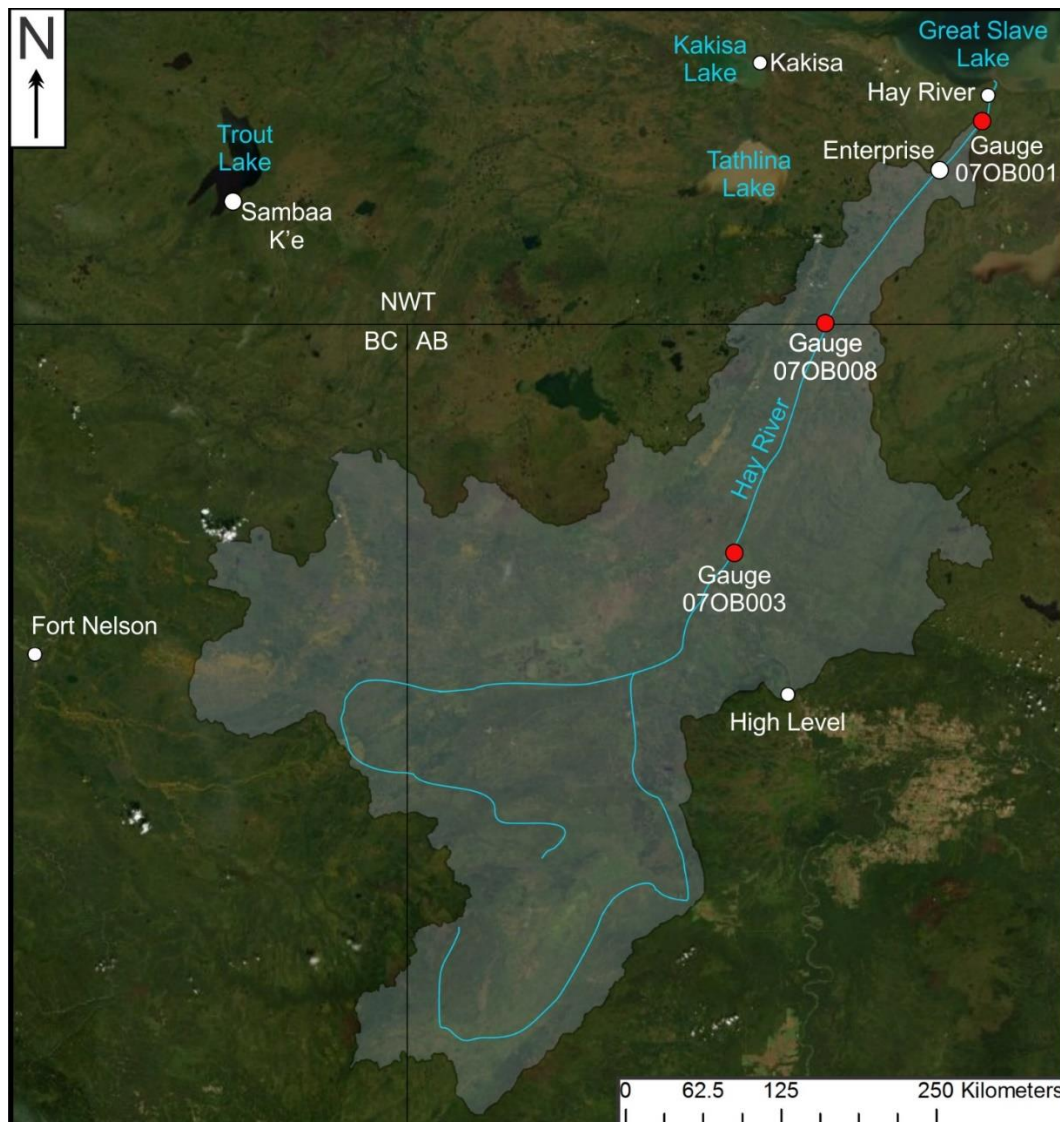 N
Great Slave
Lake
Kakisa
Lake
Kakisa
Hay River
Trout
Lake
Enterprise
Gauge
07OB001
Tathlina
Lake
Sambaa
K'e
NWT
BC
AB
Gauge
07OB008
Hay River
Gauge
07OB003
Fort Nelson
High Level
0 62.5 125 250 Kilometers